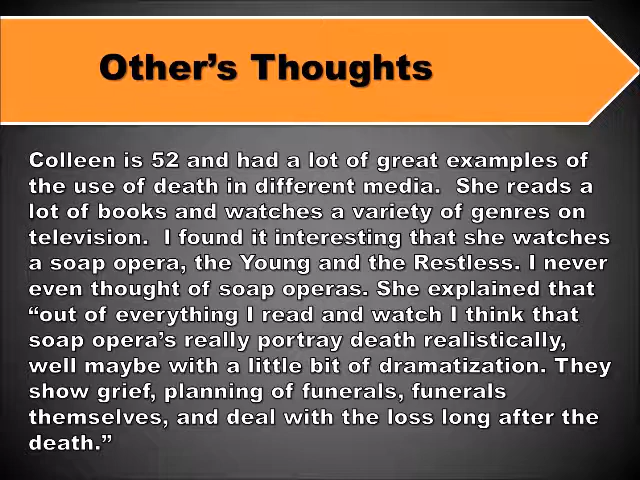 Other’s Thoughts
Colleen is 52 and had a lot of great examples of
the use of death in different media.  She reads a
lot of books and watches a variety of genres on
television.  I found it interesting that she watches
a soap opera, the Young and the Restless. I never
even thought of soap operas. She explained that
“out of everything I read and watch I think that
soap opera’s really portray death realistically,
well maybe with a little bit of dramatization. They
show grief, planning of funerals, funerals
themselves, and deal with the loss long after the
death.”